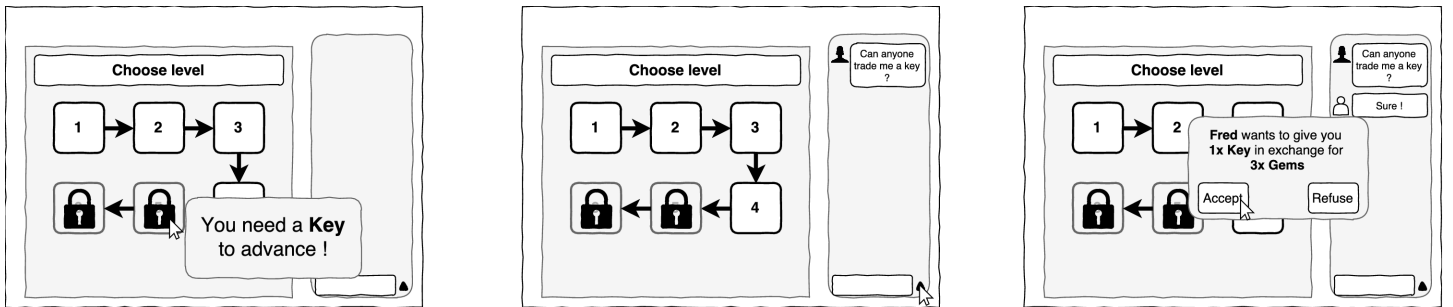 Choose level
1
2
3
You need a Key
to advance !
Choose level
1
2
3
4
Can anyone
trade me a key
?
Choose level
1
2
Can anyone
trade me a key
?
Sure !
Fred wants to give you
1x Key in exchange for
3x Gems
Accept
Refuse